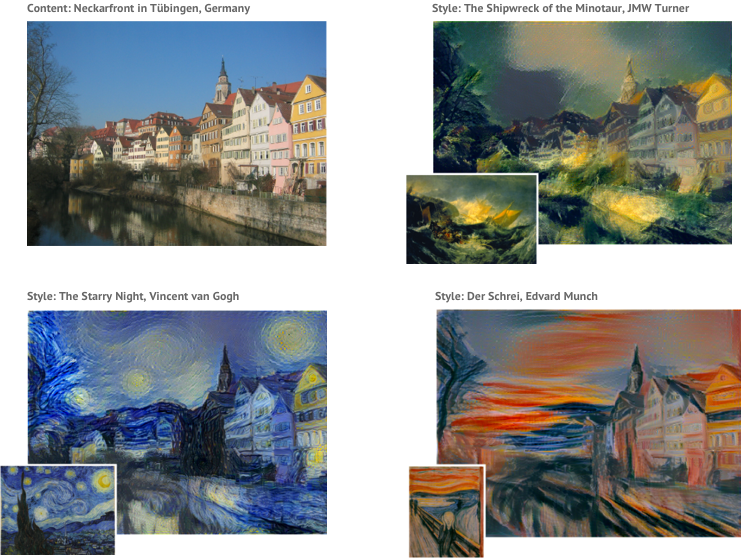 Content: Neckarfront in Tübingen, Germany
Style: The Shipwreck of the Minotaur, JMW Turner
Style: The Starry Night, Vincent van Gogh
Style: Der Schrei, Edvard Munch